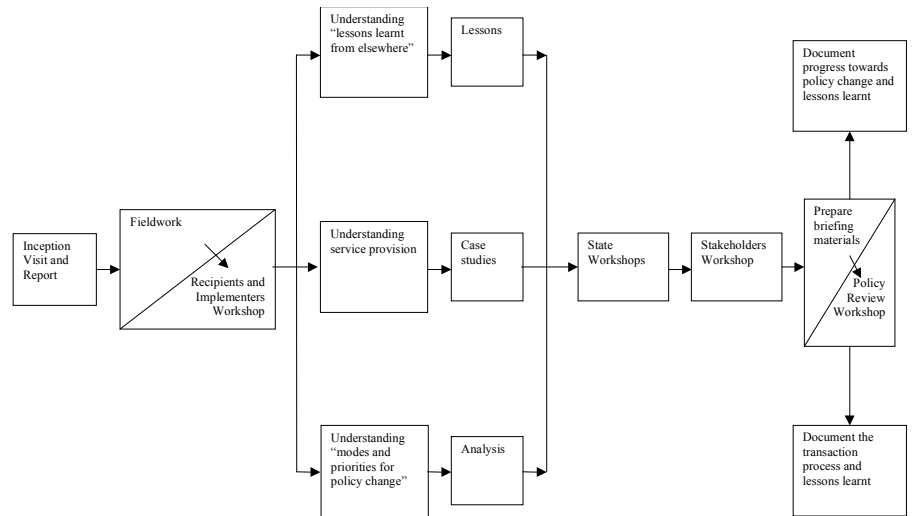 Inception
Visit and
Report
Fieldwork
Recipients and
Implementers
Workshop
Understanding
“lessons learnt
from elsewhere”
Lessons
Understanding
service provision
Case
studies
Understanding
“modes and
priorities for
policy change”
Analysis
State
Workshops
Stakeholders
Workshop
Prepare
briefing
materials
Policy
Review
Workshop
Document
progress towards
policy change and
lessons learnt
Document the
transaction
process and
lessons learnt